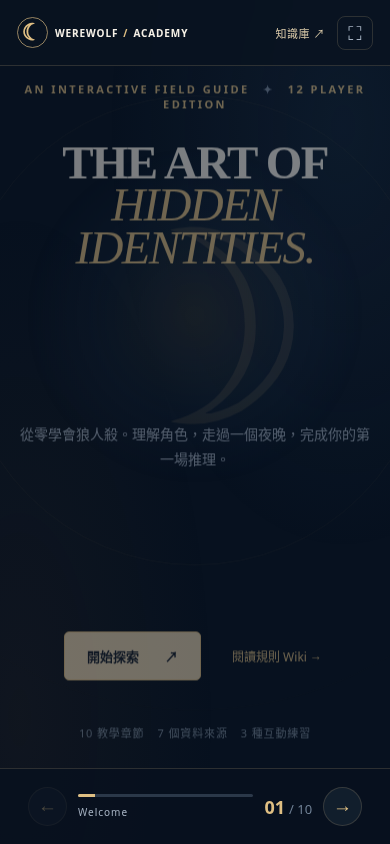 WEREWOLF / ACADEMY
知識庫 ↗
AN INTERACTIVE FIELD GUIDE ✦ 12 PLAYER
EDITION
THE ART OF
HIDDEN
IDENTITIES.
從零學會狼人殺。理解角色，走過一個夜晚，完成你的第
一場推理。
開始探索 ↗
閱讀規則 Wiki →
10 教學章節 7 個資料來源 3 種互動練習
←
Welcome
01 / 10
→